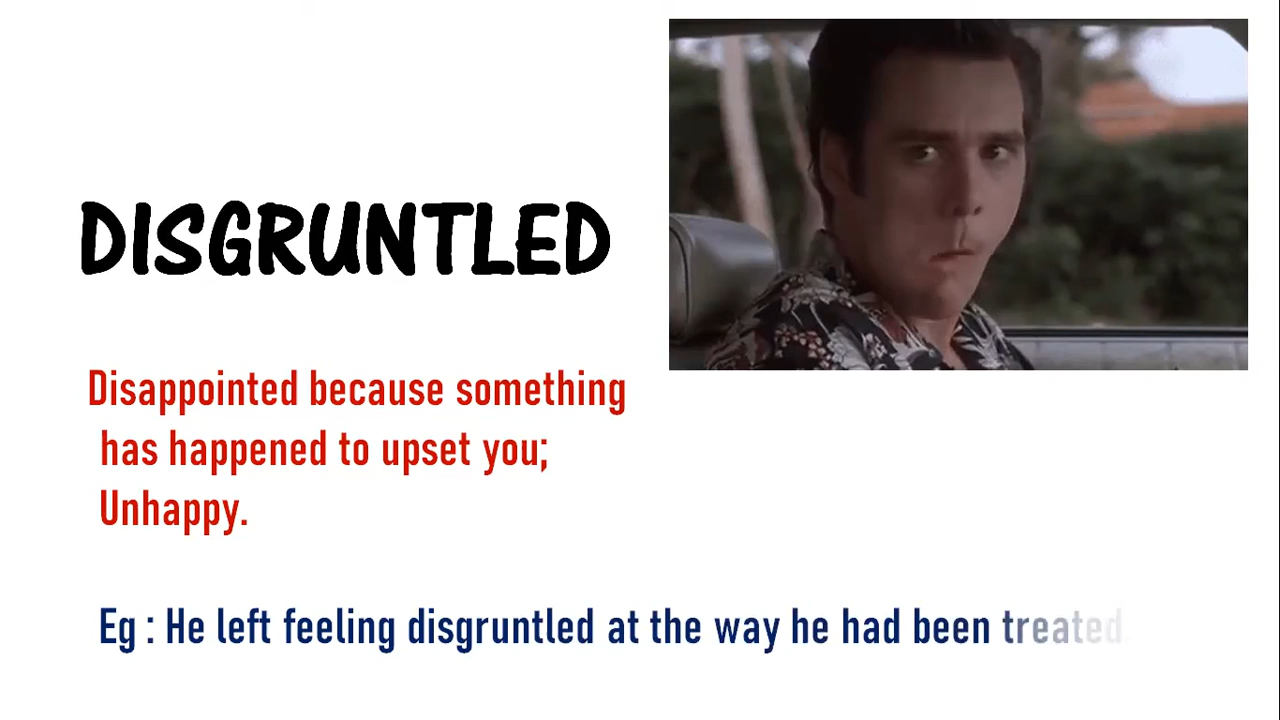 DISGRUNTLED
Disappointed because something
has happened to upset you;
Unhappy.
Eg : He left feeling disgruntled at the way he had been treated.